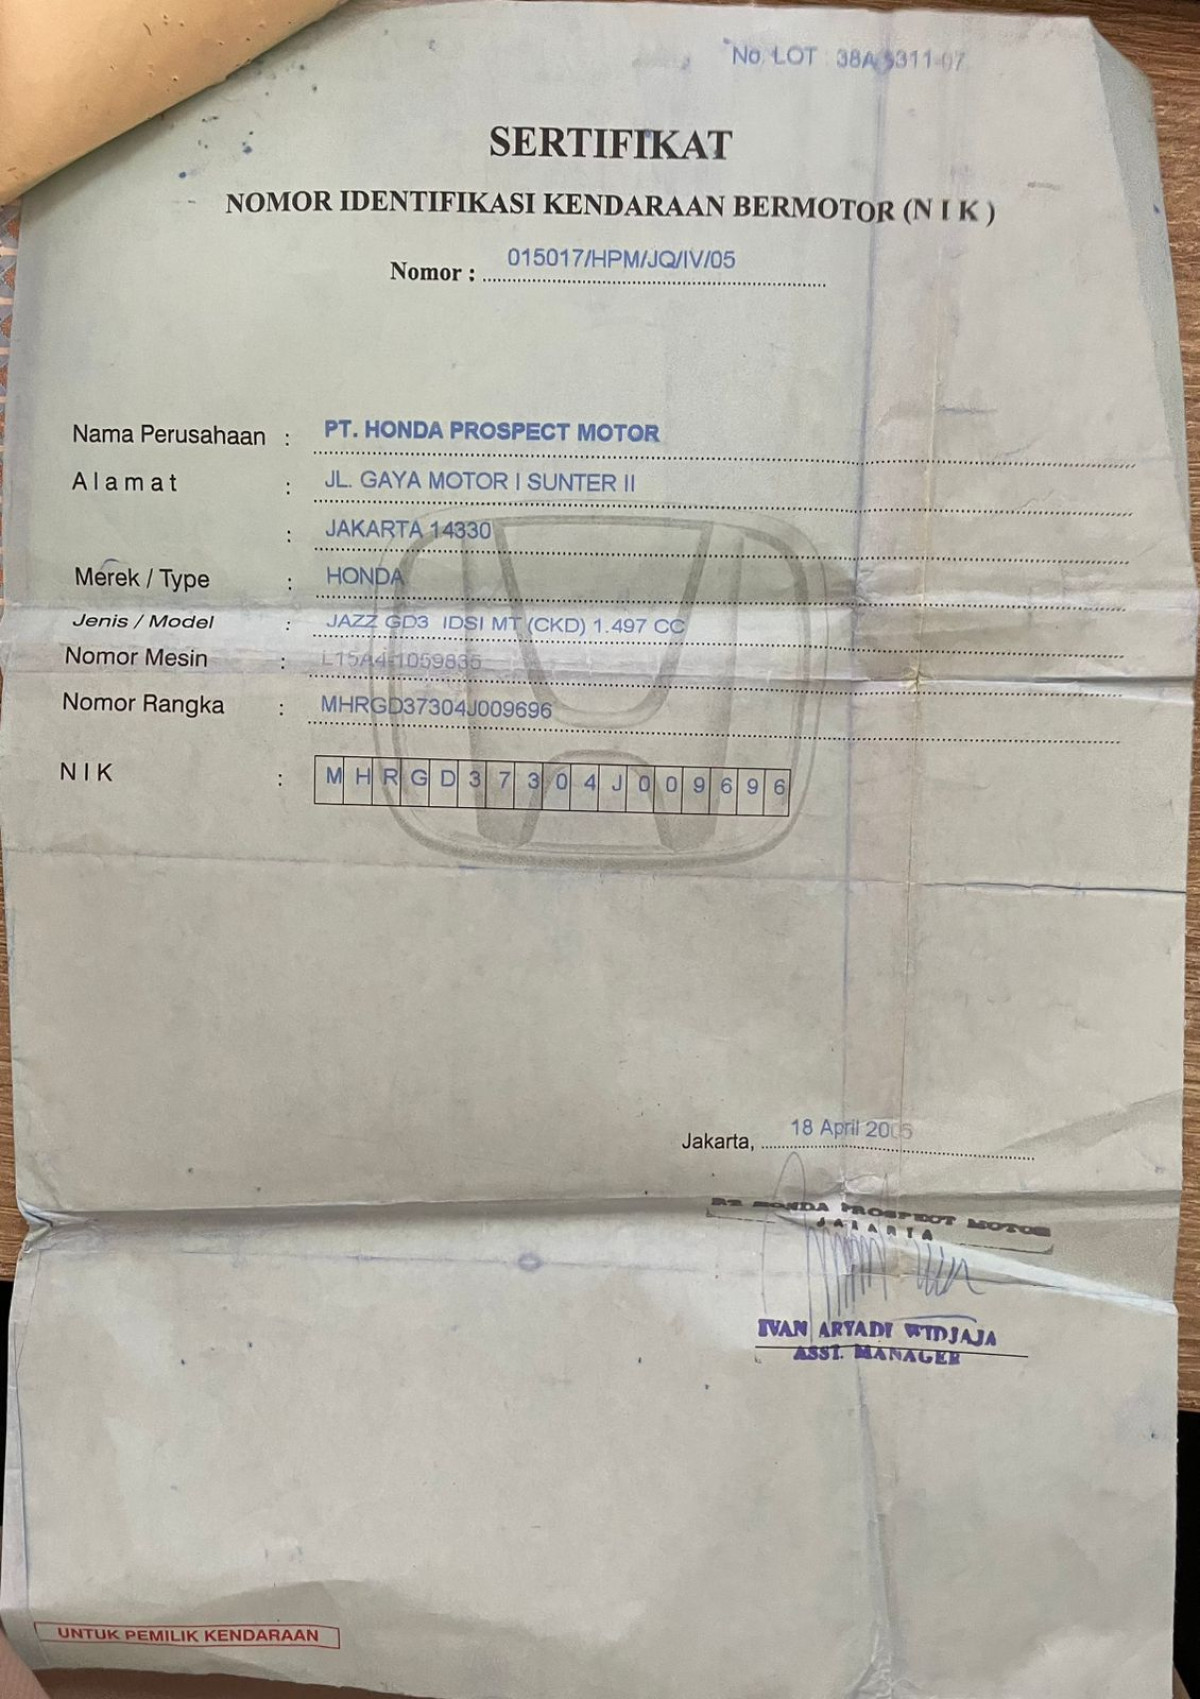 No. LOT : 38A 5311-07
SERTIFIKAT
NOMOR IDENTIFIKASI KENDARAAN BERMOTOR (N I K )
Nomor : 015017/HPM/JQ/IV/05
Nama Perusahaan : PT. HONDA PROSPECT MOTOR
Alamat : JL. GAYA MOTOR I SUNTER II
: JAKARTA 14330
Merek / Type : HONDA
Jenis / Model : JAZZ GD3 IDSI MT (CKD) 1.497 CC
Nomor Mesin : L15A4-1059835
Nomor Rangka : MHRGD37304J009696
N I K : M H R G D 3 7 3 0 4 J 0 0 9 6 9 6
Jakarta, 18 April 2005
PT HONDA PROSPECT MOTOR
JAKARTA
IVAN ARYADI WIDJAJA
ASST. MANAGER
UNTUK PEMILIK KENDARAAN